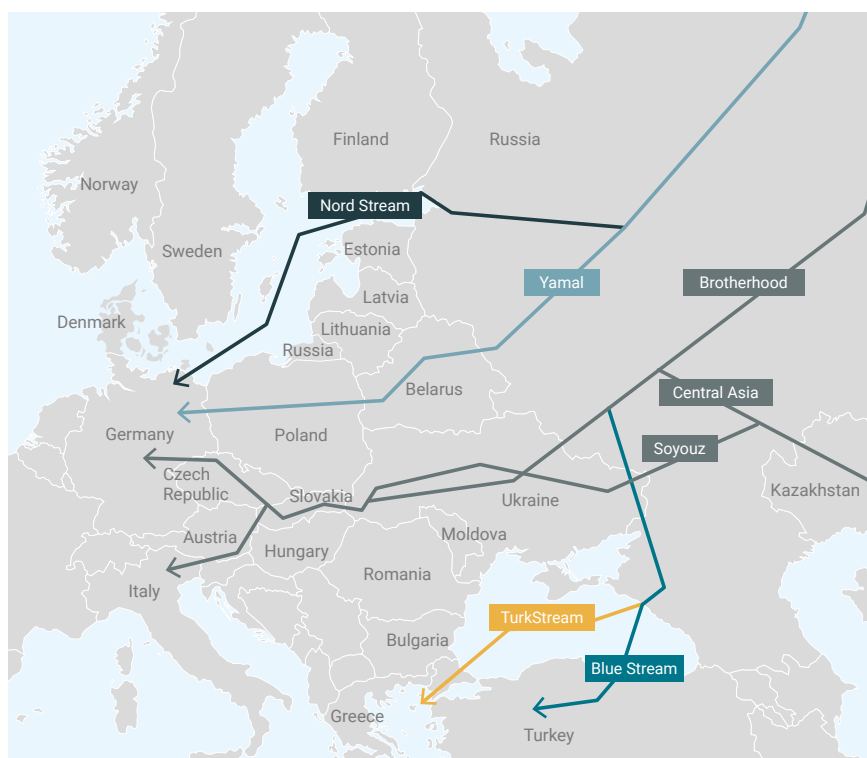 Finland
Russia
Norway
Nord Stream
Sweden
Estonia
Yamal
Brotherhood
Latvia
Denmark
Lithuania
Russia
Belarus
Central Asia
Germany
Poland
Soyouz
Czech
Republic
Slovakia
Ukraine
Kazakhstan
Austria
Moldova
Hungary
Romania
Italy
TurkStream
Bulgaria
Blue Stream
Greece
Turkey